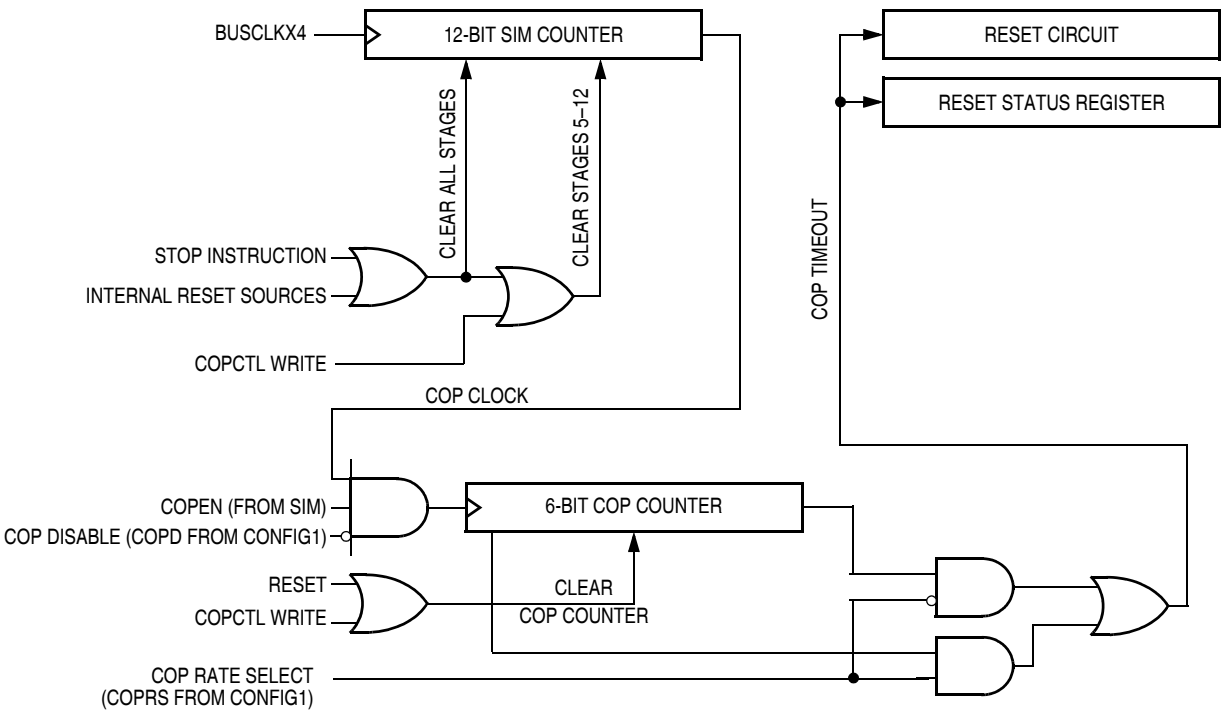 BUSCLKX4
12-BIT SIM COUNTER
RESET CIRCUIT
RESET STATUS REGISTER
CLEAR ALL STAGES
CLEAR STAGES 5–12
STOP INSTRUCTION
INTERNAL RESET SOURCES
COPCTL WRITE
COP TIMEOUT
COP CLOCK
COPEN (FROM SIM)
COP DISABLE (COPD FROM CONFIG1)
6-BIT COP COUNTER
RESET
COPCTL WRITE
CLEAR
COP COUNTER
COP RATE SELECT
(COPRS FROM CONFIG1)